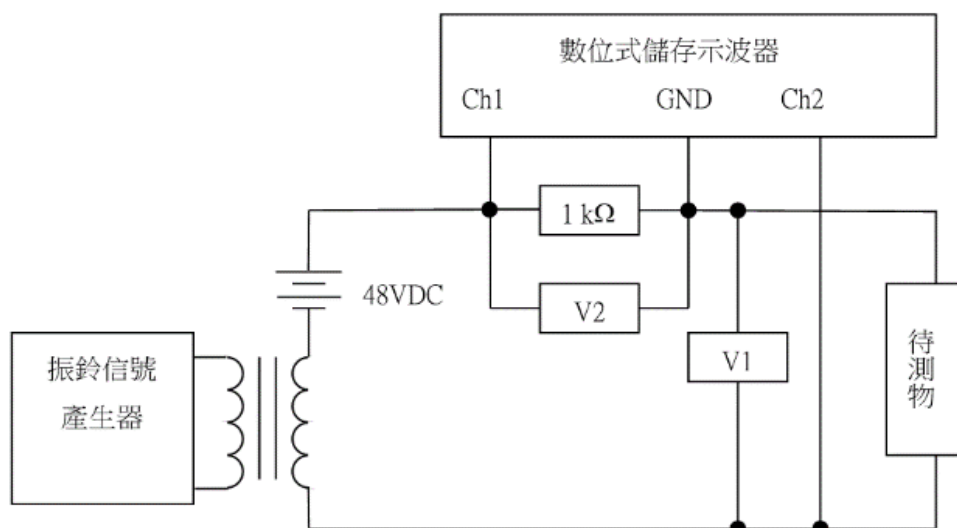 數位式儲存示波器
Ch1 GND Ch2
1 kΩ
48VDC
V2
振鈴信號
產生器
V1
待測物